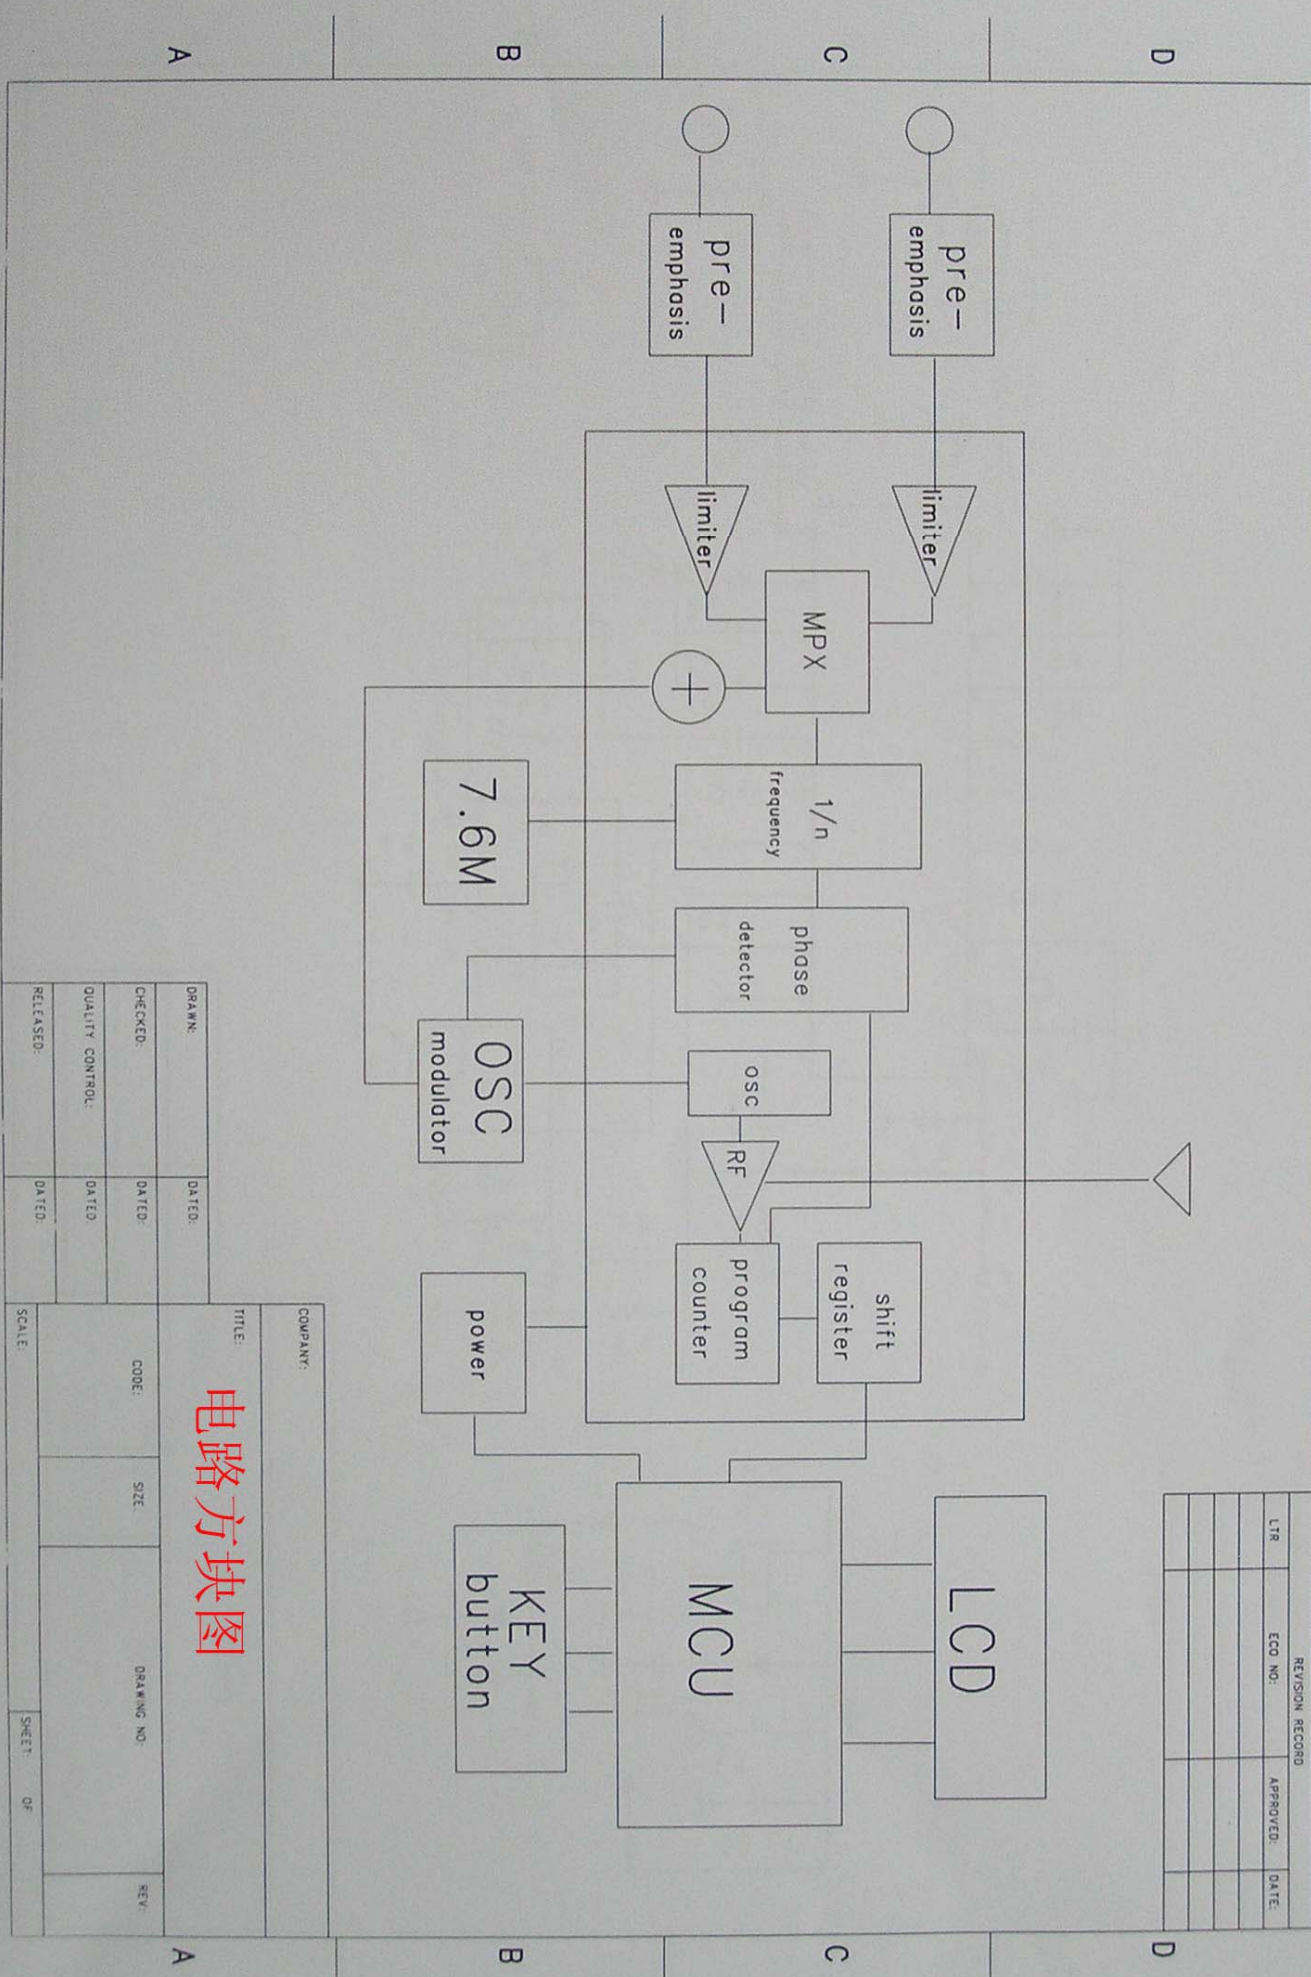 D
C
B
A
pre-
emphasis
pre-
emphasis
limiter
limiter
MPX
1/n
frequency
7.6M
phase
detector
OSC
modulator
osc
RF
shift
register
program
counter
power
LCD
MCU
KEY
button
REVISION RECORD
LTR
ECO NO:
APPROVED:
DATE:
COMPANY:
TITLE:
电路方块图
DRAWN:
DATED:
CHECKED:
DATED:
QUALITY CONTROL:
DATED:
RELEASED:
DATED:
CODE:
SIZE:
DRAWING NO:
REV:
SCALE:
SHEET: OF
D
C
B
A